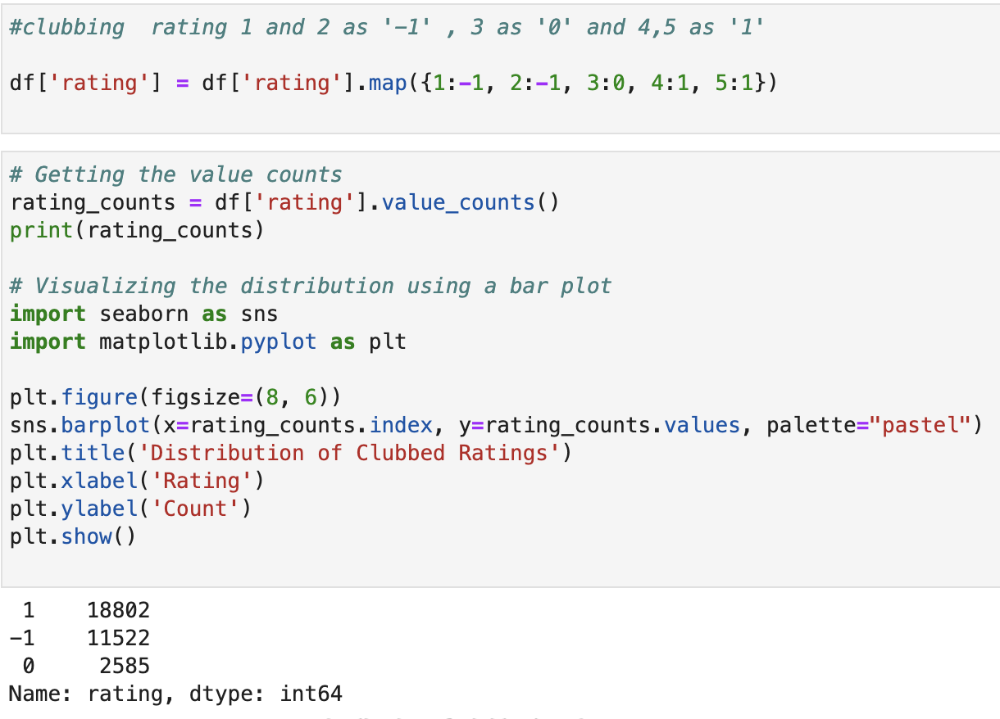 #clubbing  rating 1 and 2 as '-1' , 3 as '0' and 4,5 as '1'
df['rating'] = df['rating'].map({1:-1, 2:-1, 3:0, 4:1, 5:1})
# Getting the value counts
rating_counts = df['rating'].value_counts()
print(rating_counts)
# Visualizing the distribution using a bar plot
import seaborn as sns
import matplotlib.pyplot as plt
plt.figure(figsize=(8, 6))
sns.barplot(x=rating_counts.index, y=rating_counts.values, palette="pastel")
plt.title('Distribution of Clubbed Ratings')
plt.xlabel('Rating')
plt.ylabel('Count')
plt.show()
 1    18802
-1    11522
 0     2585
Name: rating, dtype: int64